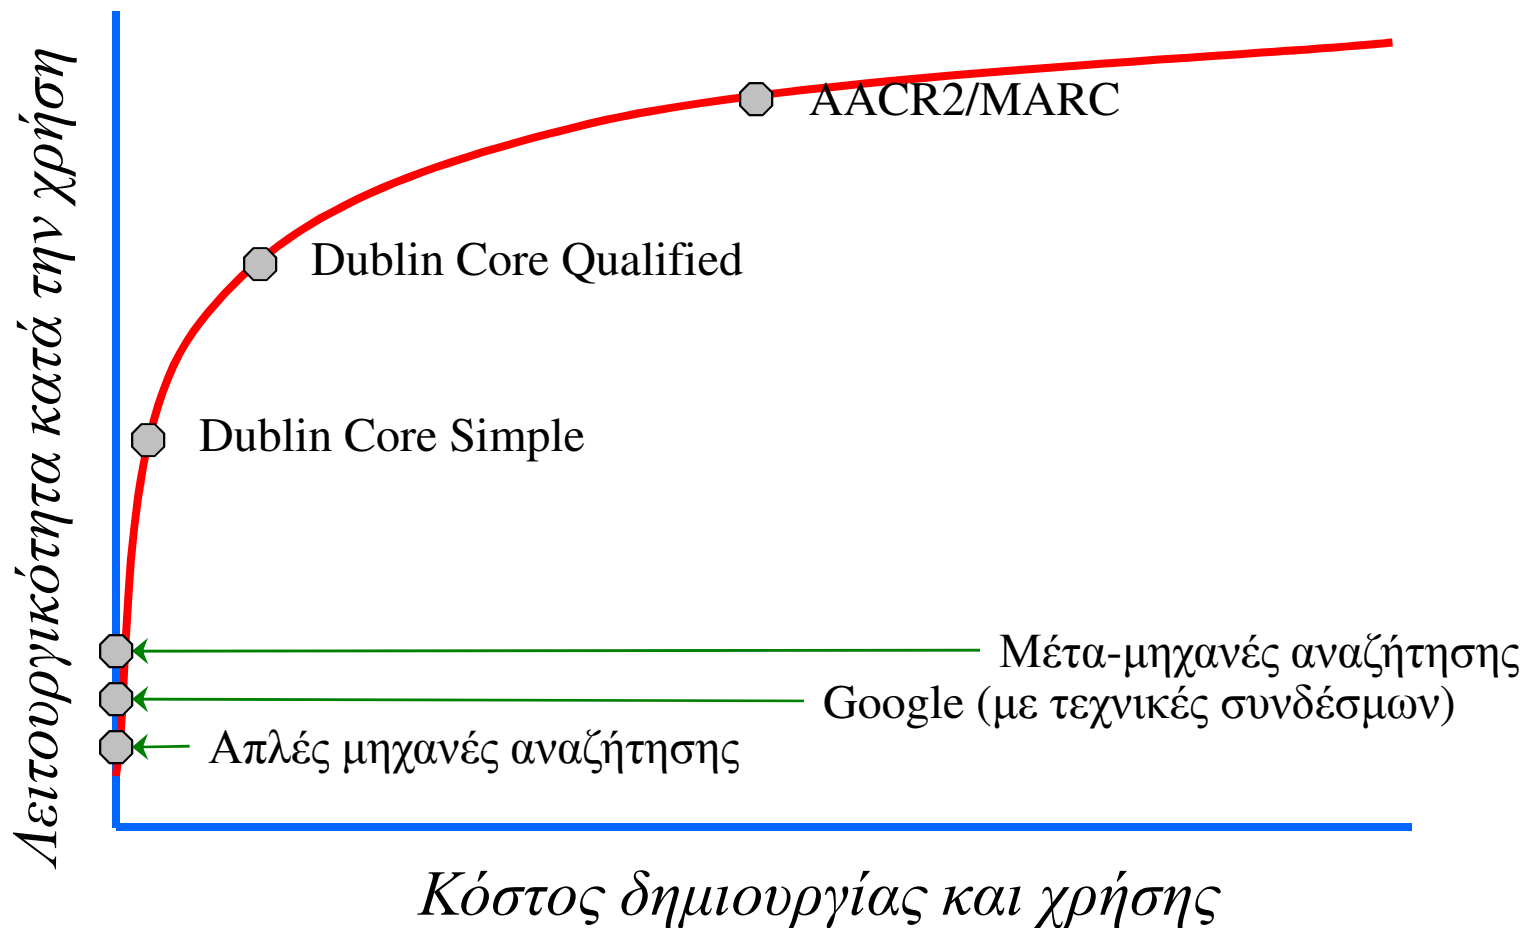 Λειτουργικότητα κατά την χρήση
AACR2/MARC
Dublin Core Qualified
Dublin Core Simple
Μέτα-μηχανές αναζήτησης
Google (με τεχνικές συνδέσμων)
Απλές μηχανές αναζήτησης
Κόστος δημιουργίας και χρήσης